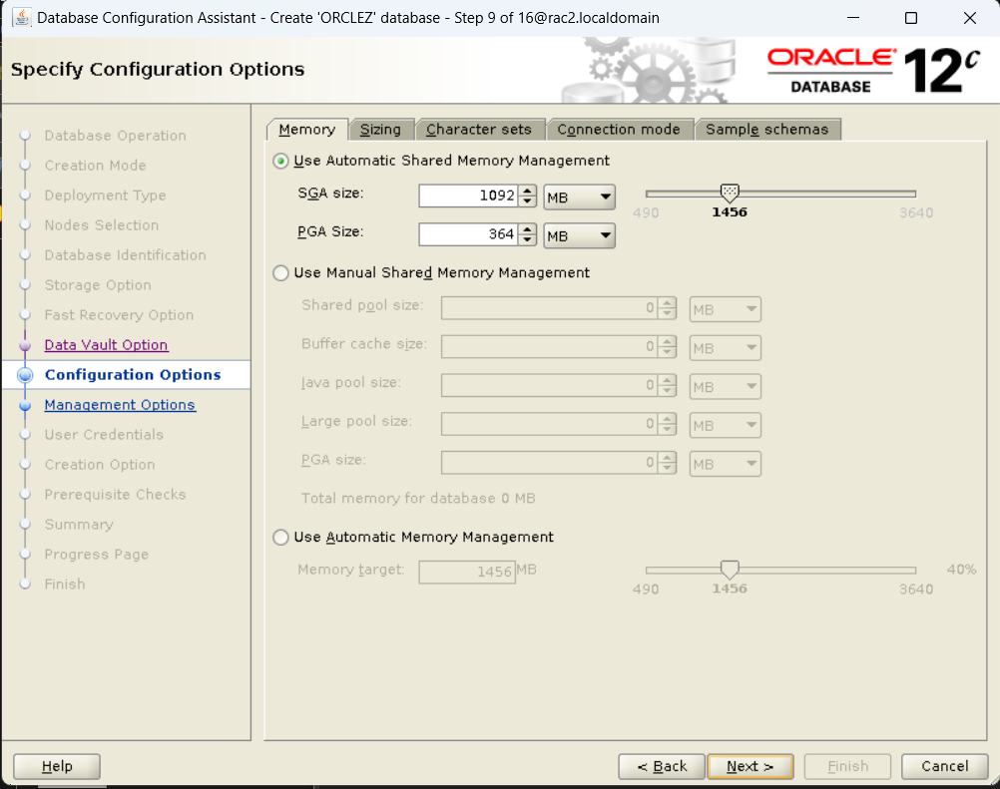 Database Configuration Assistant - Create 'ORCLEZ' database - Step 9 of 16@rac2.localdomain
Specify Configuration Options
ORACLE
DATABASE
12c
Database Operation
Creation Mode
Deployment Type
Nodes Selection
Database Identification
Storage Option
Fast Recovery Option
Data Vault Option
Configuration Options
Management Options
User Credentials
Creation Option
Prerequisite Checks
Summary
Progress Page
Finish
Memory Sizing Character sets Connection mode Sample schemas
Use Automatic Shared Memory Management
SGA size: 1092 MB
490 1456 3640
PGA Size: 364 MB
Use Manual Shared Memory Management
Shared pool size: 0 MB
Buffer cache size: 0 MB
Java pool size: 0 MB
Large pool size: 0 MB
PGA size: 0 MB
Total memory for database 0 MB
Use Automatic Memory Management
Memory target: 1456 MB 40%
490 1456 3640
Help < Back Next > Finish Cancel